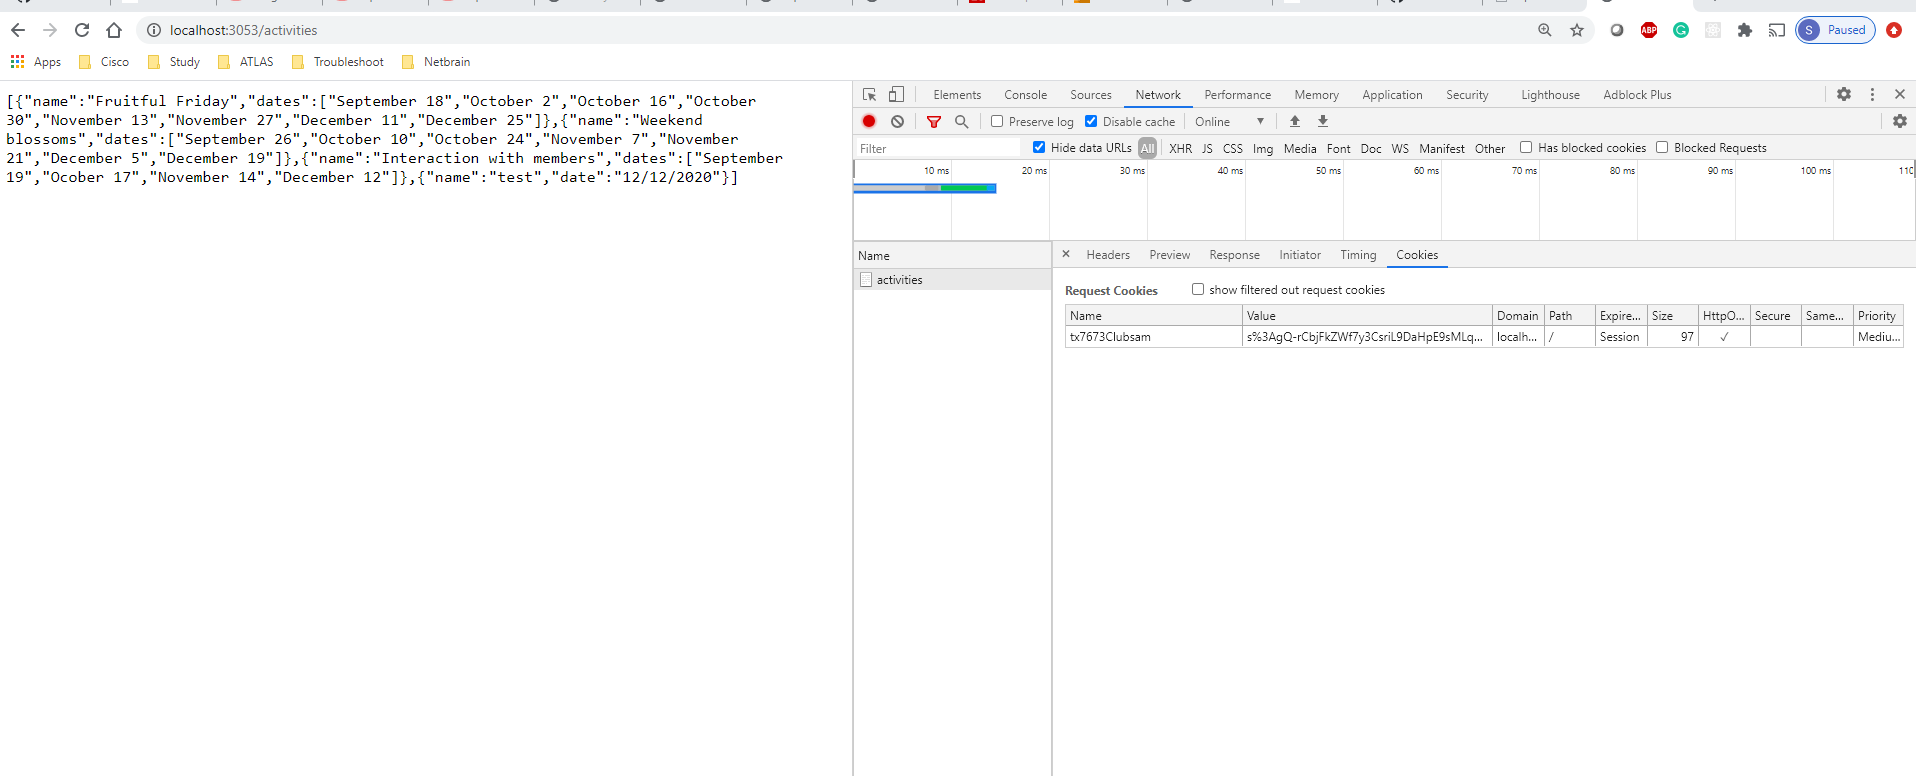 localhost:3053/activities
ABP
S Paused
Apps Cisco Study ATLAS Troubleshoot Netbrain
[{"name":"Fruitful Friday","dates":["September 18","October 2","October 16","October
30","November 13","November 27","December 11","December 25"]},{"name":"Weekend
blossoms","dates":["September 26","October 10","October 24","November 7","November
21","December 5","December 19"]},{"name":"Interaction with members","dates":["September
19","Ocober 17","November 14","December 12"]},{"name":"test","date":"12/12/2020"}]
Elements Console Sources Network Performance Memory Application Security Lighthouse Adblock Plus
Preserve log Disable cache Online
Filter Hide data URLs All XHR JS CSS Img Media Font Doc WS Manifest Other Has blocked cookies Blocked Requests
10 ms 20 ms 30 ms 40 ms 50 ms 60 ms 70 ms 80 ms 90 ms 100 ms 110
Name
activities
Headers Preview Response Initiator Timing Cookies
Request Cookies show filtered out request cookies
Name Value Domain Path Expire... Size HttpO... Secure Same... Priority
tx7673Clubsam s%3AgQ-rCbjFkZWf7y3CsriL9DaHpE9sMLq... localh... / Session 97 ✓ Mediu...